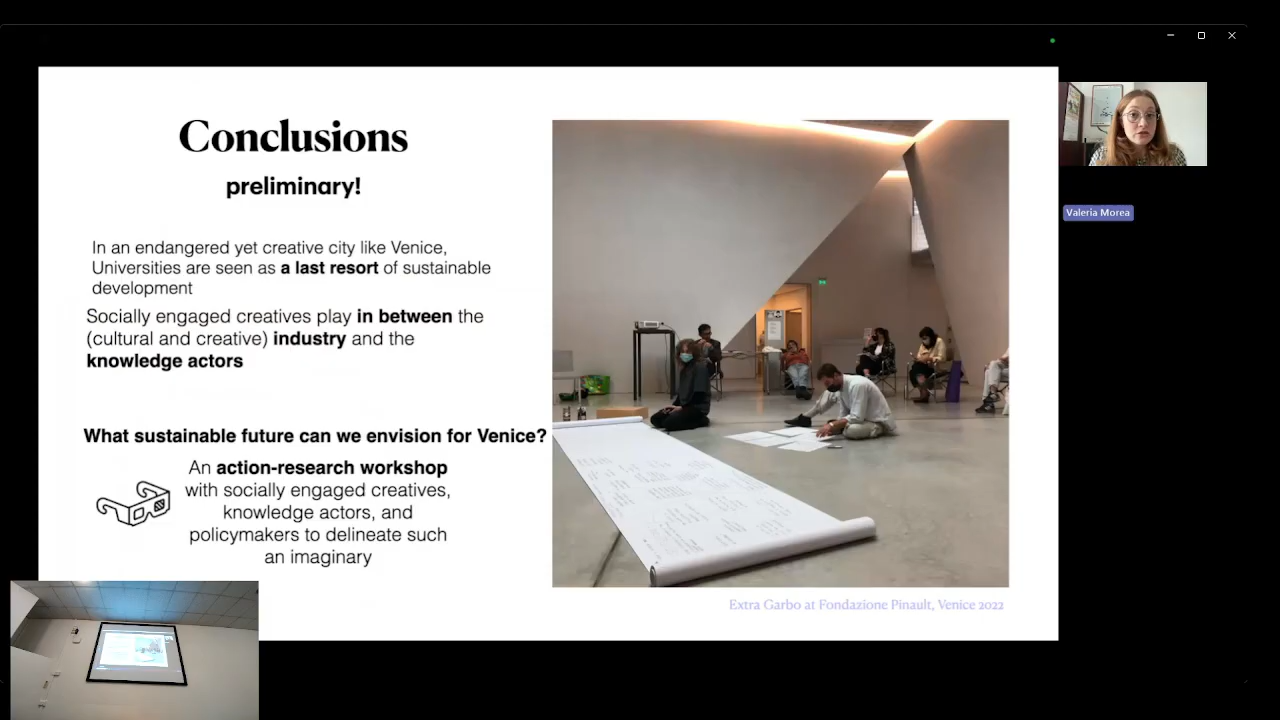 Conclusions
preliminary!
In an endangered yet creative city like Venice,
Universities are seen as a last resort of sustainable
development
Socially engaged creatives play in between the
(cultural and creative) industry and the
knowledge actors
What sustainable future can we envision for Venice?
An action-research workshop
with socially engaged creatives,
knowledge actors, and
policymakers to delineate such
an imaginary
Extra Garbo at Fondazione Pinault, Venice 2022
Valeria Morea